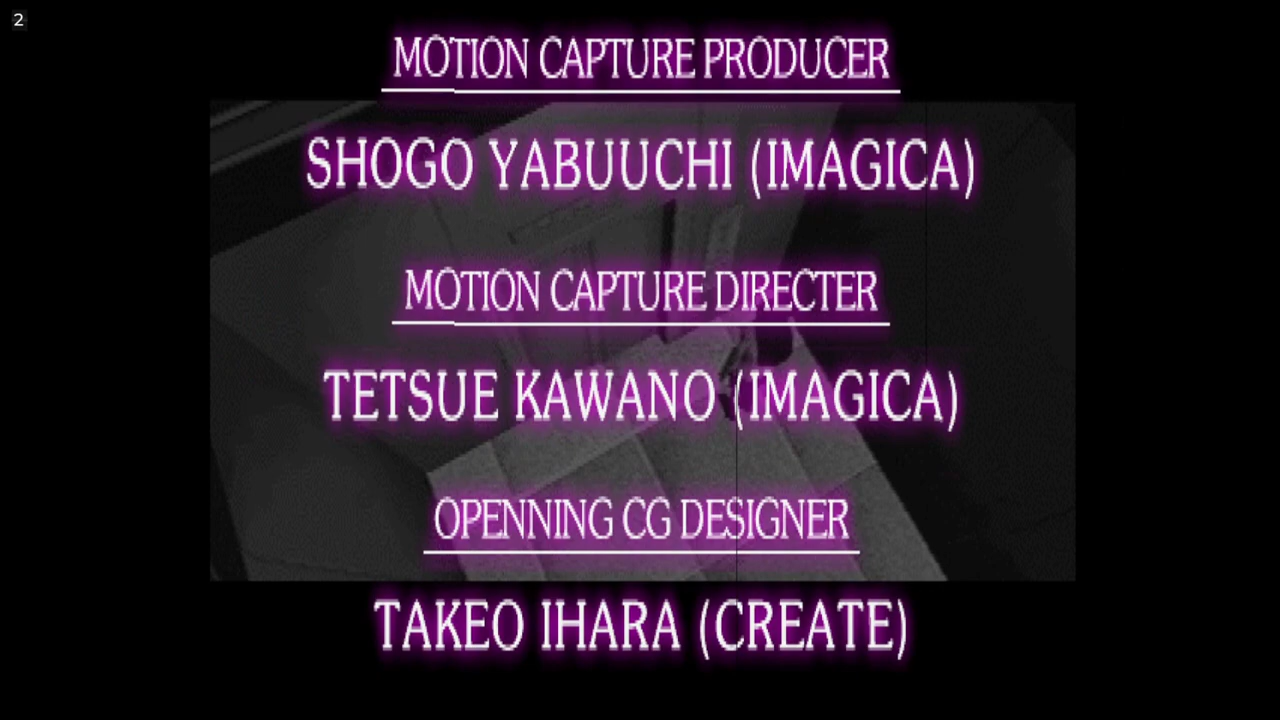 2
MOTION CAPTURE PRODUCER
SHOGO YABUUCHI (IMAGICA)
MOTION CAPTURE DIRECTER
TETSUE KAWANO (IMAGICA)
OPENNING CG DESIGNER
TAKEO IHARA (CREATE)